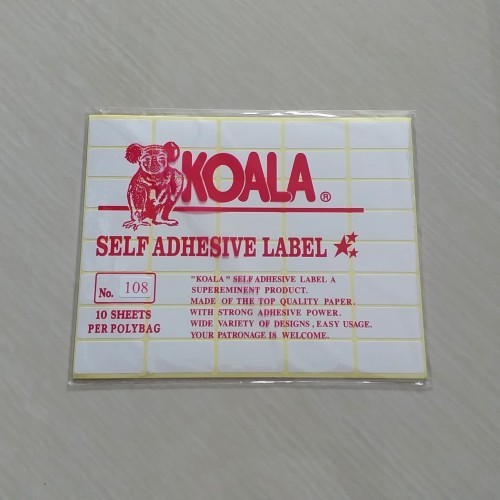 KOALA ®
SELF ADHESIVE LABEL
No. 108
10 SHEETS
PER POLYBAG
"KOALA" SELF ADHESIVE LABEL A
SUPEREMINENT PRODUCT.
MADE OF THE TOP QUALITY PAPER.
WITH STRONG ADHESIVE POWER.
WIDE VARIETY OF DESIGNS, EASY USAGE.
YOUR PATRONAGE IS WELCOME.